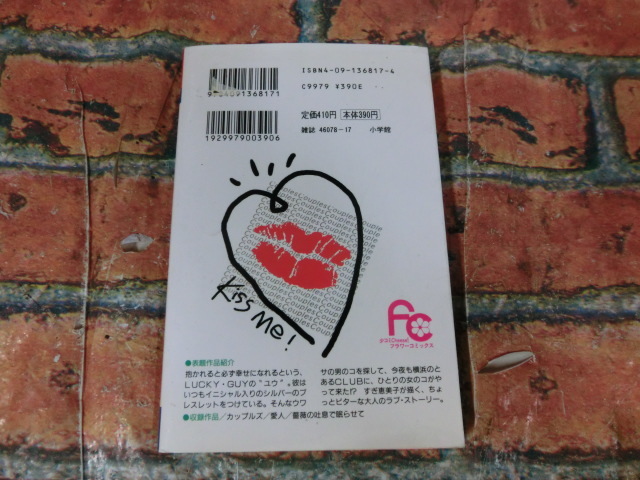 ISBN4-09-136817-4
C9979 ¥390E
9784091368171
定価410円 本体390円
雑誌 46078-17 小学館
1929979003906
Couples
Kiss Me!
FC
フラワーコミックス
●表題作品紹介
抱かれると必ず幸せになれるという、
LUCKY・GUYの“ユウ”。彼は
いつもイニシャル入りのシルバーのブ
レスレットをつけている。そんなウワ
サの男のコを探して、今夜も横浜のと
あるCLUBに、ひとりの女のコがや
って来た!? すぎ恵美子が描く、ちょ
っとビターな大人のラブ・ストーリー。
●収録作品/カップルズ/愛人/薔薇の吐息で眠らせて